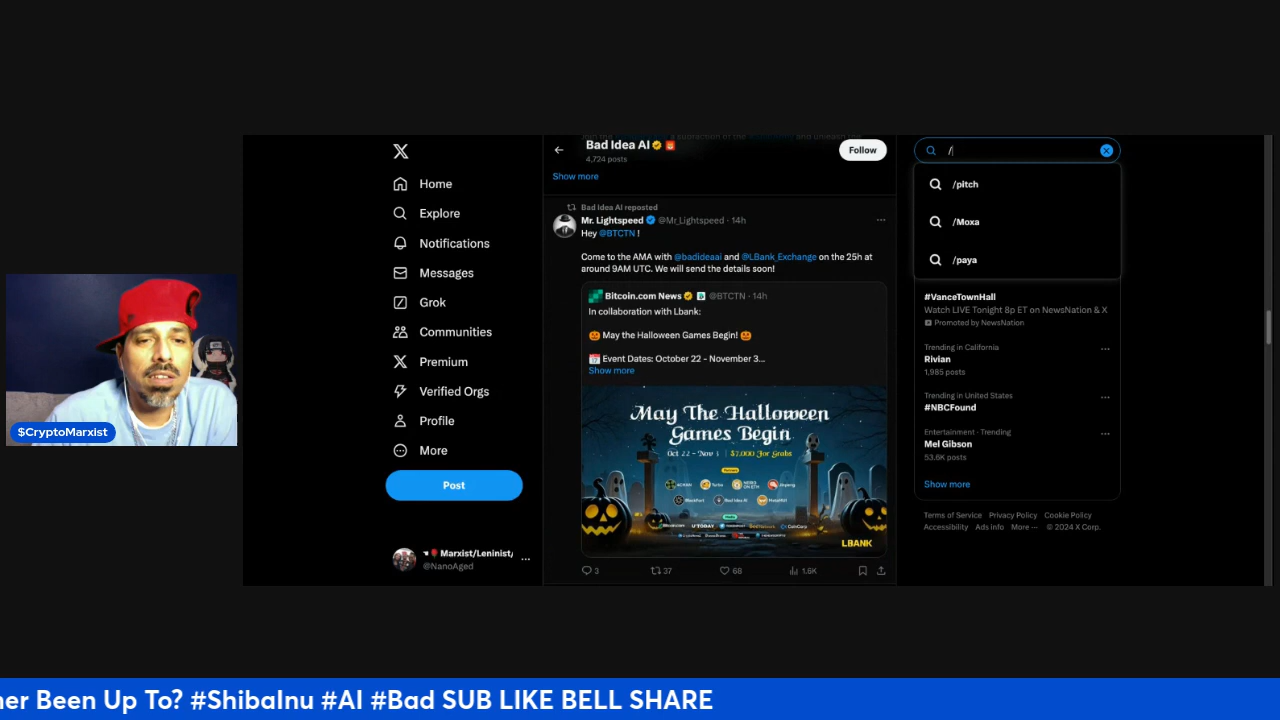 $CryptoMarxist
Home
Explore
Notifications
Messages
Grok
Communities
Premium
Verified Orgs
Profile
More
Post
Marxist/Leninist/
@NanoAged
Bad Idea AI
4,724 posts
Follow
Show more
Bad Idea AI reposted
Mr. Lightspeed @Mr_Lightspeed · 14h
Hey @BTCTN !
Come to the AMA with @badideaai and @LBank_Exchange on the 25h at
around 9AM UTC. We will send the details soon!
Bitcoin.com News @BTCTN · 14h
In collaboration with Lbank:
🎃 May the Halloween Games Begin! 🎃
📅 Event Dates: October 22 - November 3...
Show more
May The Halloween
Games Begin
$7,000 For Grabs
LBANK
3
37
68
1.6K
/
/pitch
/Moxa
/paya
#VanceTownHall
Watch LIVE Tonight 8p ET on NewsNation & X
Promoted by NewsNation
Trending in California
Rivian
1,985 posts
Trending in United States
#NBCFound
Entertainment · Trending
Mel Gibson
53.6K posts
Show more
Terms of Service Privacy Policy Cookie Policy
Accessibility Ads info More ··· © 2024 X Corp.
her Been Up To? #ShibaInu #AI #Bad SUB LIKE BELL SHARE